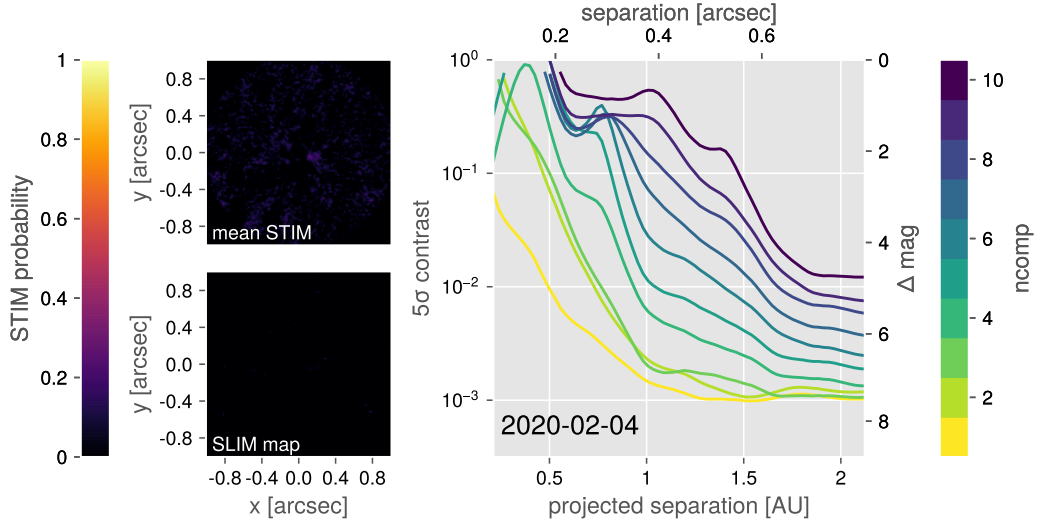 STIM probability
1
0.8
0.6
0.4
0.2
0
y [arcsec]
0.8
0.4
0.0
-0.4
-0.8
mean STIM
y [arcsec]
0.8
0.4
0.0
-0.4
-0.8
SLIM map
-0.8 -0.4 0.0 0.4 0.8
x [arcsec]
separation [arcsec]
0.2 0.4 0.6
5σ contrast
10⁰
10⁻¹
10⁻²
10⁻³
2020-02-04
0.5 1 1.5 2
projected separation [AU]
0
2
4
6
8
Δ mag
10
8
6
4
2
ncomp